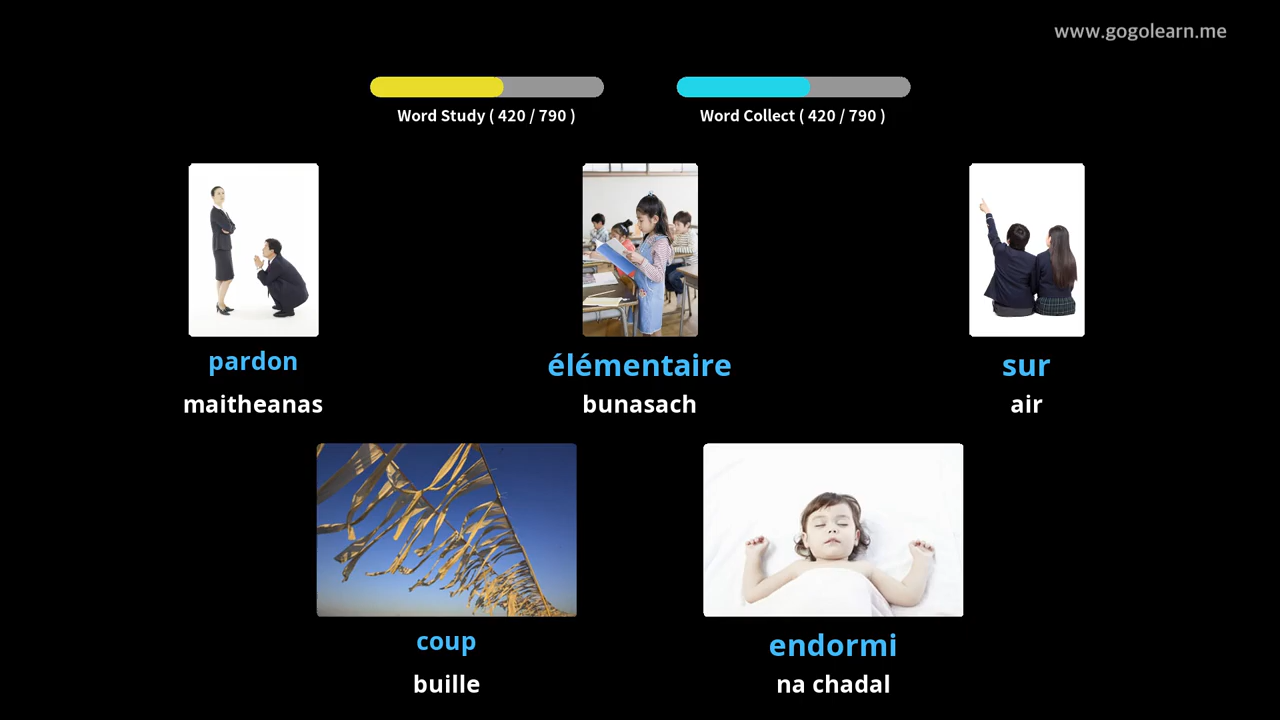 www.gogolearn.me
Word Study ( 420 / 790 )
Word Collect ( 420 / 790 )
pardon
maitheanas
élémentaire
bunasach
sur
air
coup
buille
endormi
na chadal